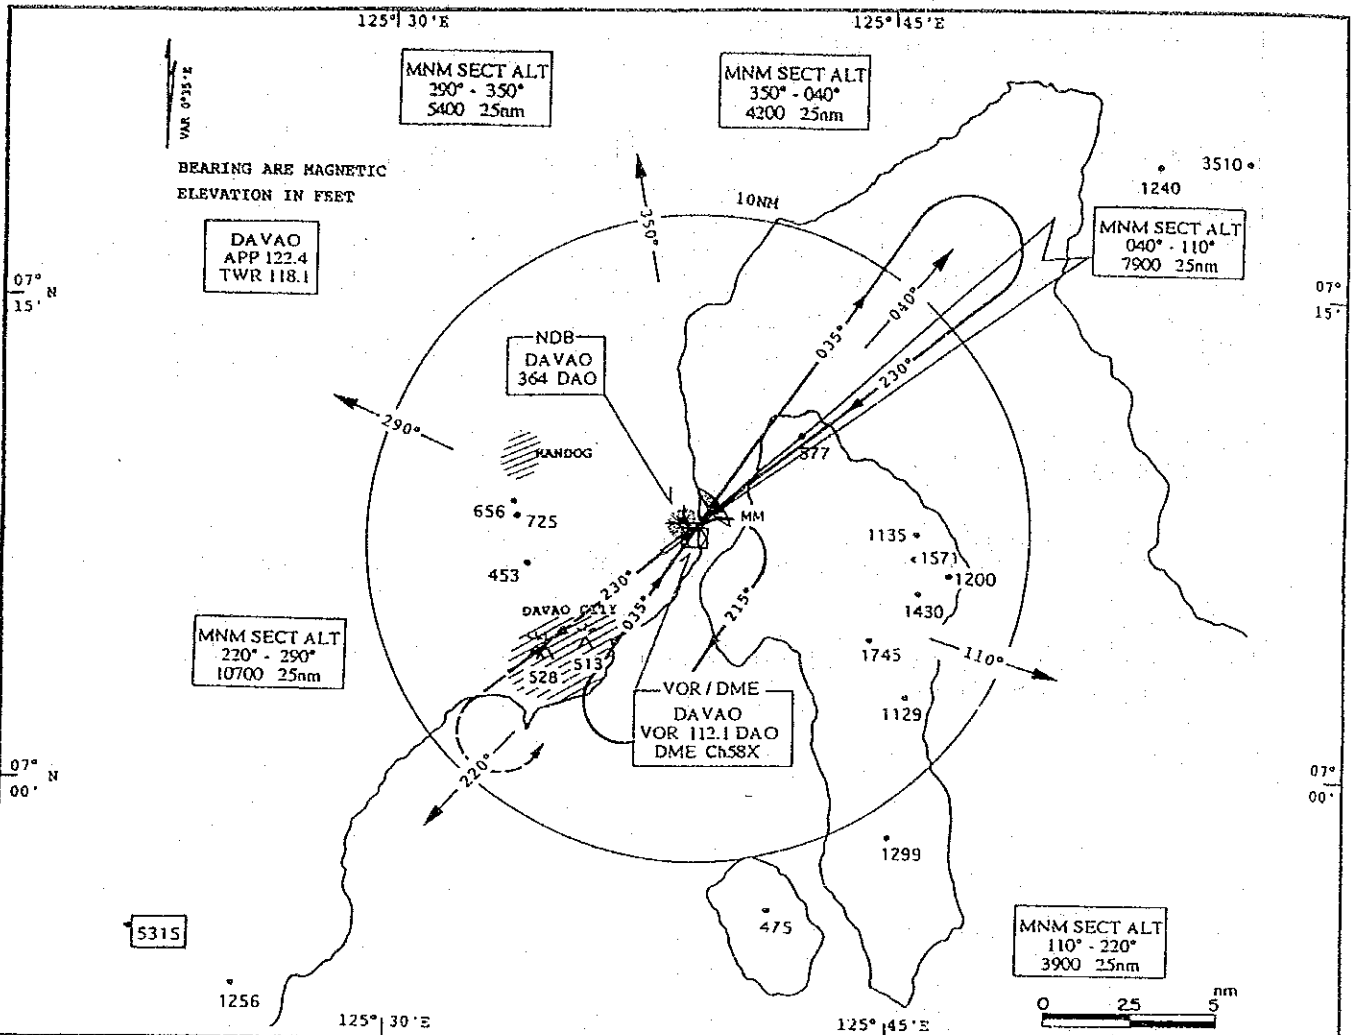 125° 30'E
125° 45'E
MNM SECT ALT
290° - 350°
5400 25nm
MNM SECT ALT
350° - 040°
4200 25nm
VAR 0°35'E
BEARING ARE MAGNETIC
ELEVATION IN FEET
3510
1240
10NM
DAVAO
APP 122.4
TWR 118.1
350°
MNM SECT ALT
040° - 110°
7900 25nm
07°
15' N
07°
15'
040°
035°
NDB
DAVAO
364 DAO
230°
290°
MANDOG
877
656
725
MM
1135
1571
453
1200
230°
1430
DAVAO CITY
035°
215°
MNM SECT ALT
220° - 290°
10700 25nm
1745
110°
513
528
VOR / DME
DAVAO
VOR 112.1 DAO
DME Ch58X
1129
220°
07° N
00'
07°
00'
1299
475
5315
MNM SECT ALT
110° - 220°
3900 25nm
1256
nm
0 25 5
125° 30'E
125° 45'E